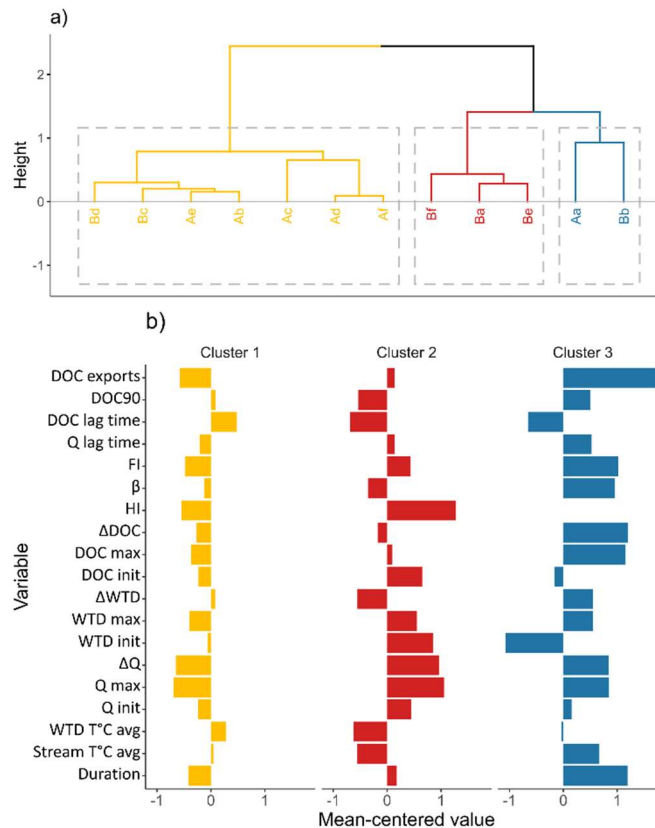 a)
2
1
0
-1
Height
Bd Bc Ae Ab Ac Ad Af Bf Ba Be Aa Bb
b)
Cluster 1 Cluster 2 Cluster 3
DOC exports
DOC90
DOC lag time
Q lag time
FI
β
HI
ΔDOC
DOC max
DOC init
ΔWTD
WTD max
WTD init
ΔQ
Q max
Q init
WTD T°C avg
Stream T°C avg
Duration
Variable
-1 0 1 -1 0 1 -1 0 1
Mean-centered value